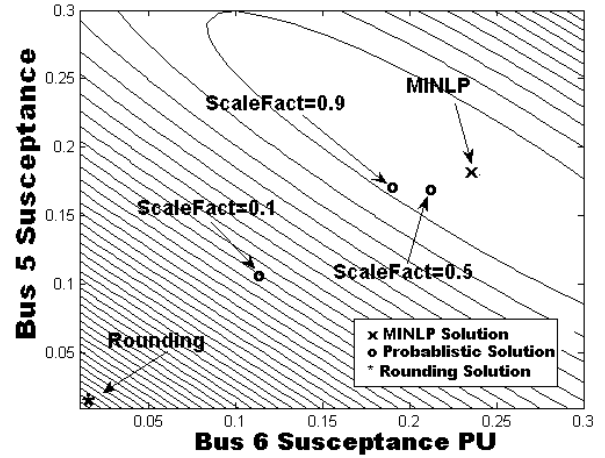 0.3
MINLP
ScaleFact=0.9
0.25
0.2
ScaleFact=0.1
0.15
ScaleFact=0.5
0.1
Rounding
0.05
x MINLP Solution
o Probablistic Solution
* Rounding Solution
0.05 0.1 0.15 0.2 0.25 0.3
Bus 6 Susceptance PU
Bus 5 Susceptance